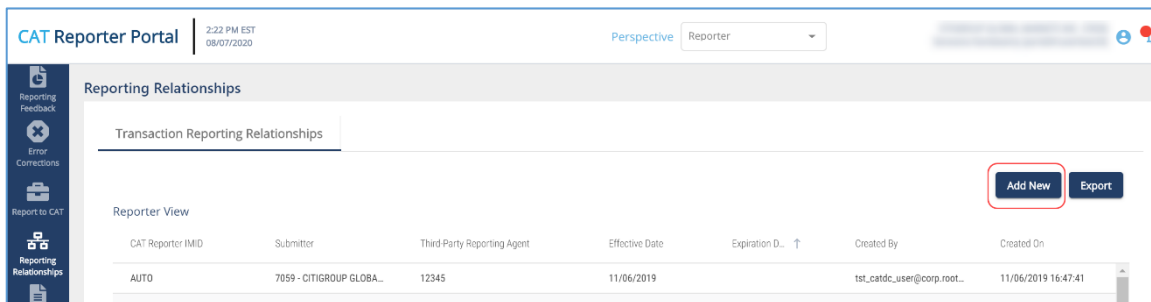 CAT Reporter Portal
2:22 PM EST
08/07/2020
Perspective Reporter
Reporting
Feedback
Error
Corrections
Report to CAT
Reporting
Relationships
Reporting Relationships
Transaction Reporting Relationships
Add New Export
Reporter View
CAT Reporter IMID Submitter Third-Party Reporting Agent Effective Date Expiration D... ↑ Created By Created On
AUTO 7059 - CITIGROUP GLOBA... 12345 11/06/2019 tst_catdc_user@corp.root... 11/06/2019 16:47:41